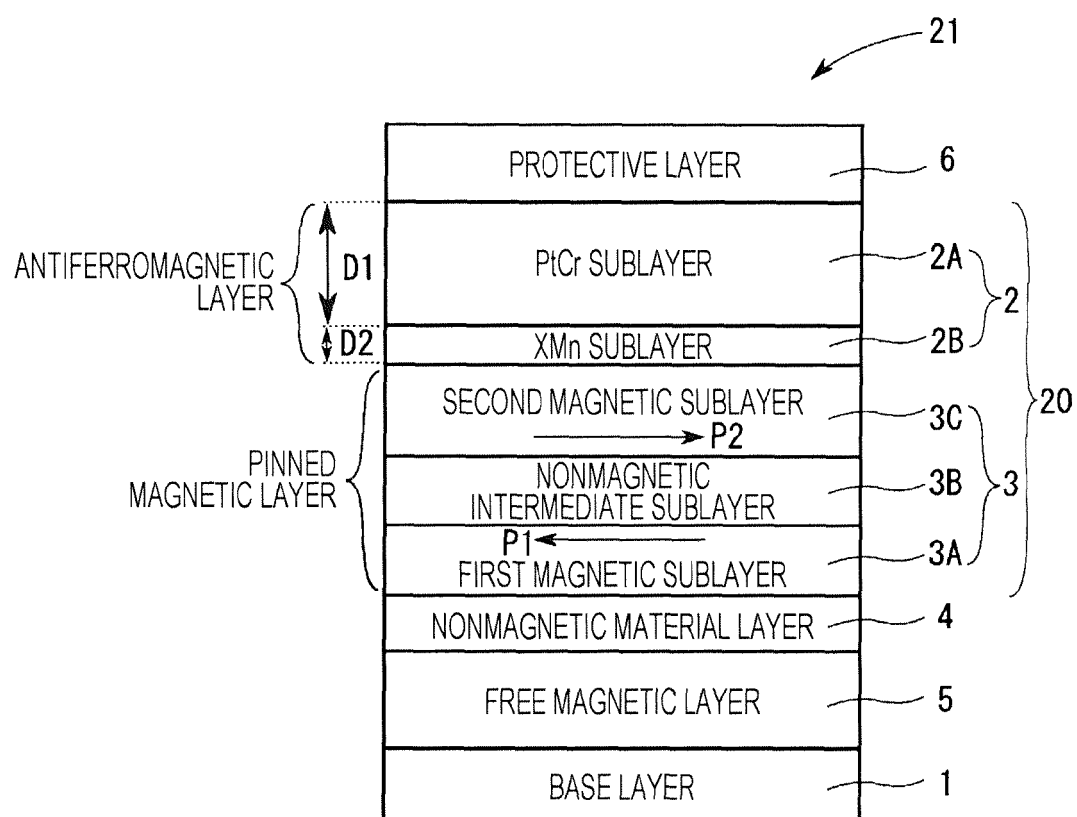 21
PROTECTIVE LAYER
6
ANTIFERROMAGNETIC
LAYER
D1
PtCr SUBLAYER
2A
2
D2
XMn SUBLAYER
2B
20
SECOND MAGNETIC SUBLAYER
P2
3C
PINNED
MAGNETIC LAYER
NONMAGNETIC
INTERMEDIATE SUBLAYER
3B
3
P1
FIRST MAGNETIC SUBLAYER
3A
NONMAGNETIC MATERIAL LAYER
4
FREE MAGNETIC LAYER
5
BASE LAYER
1